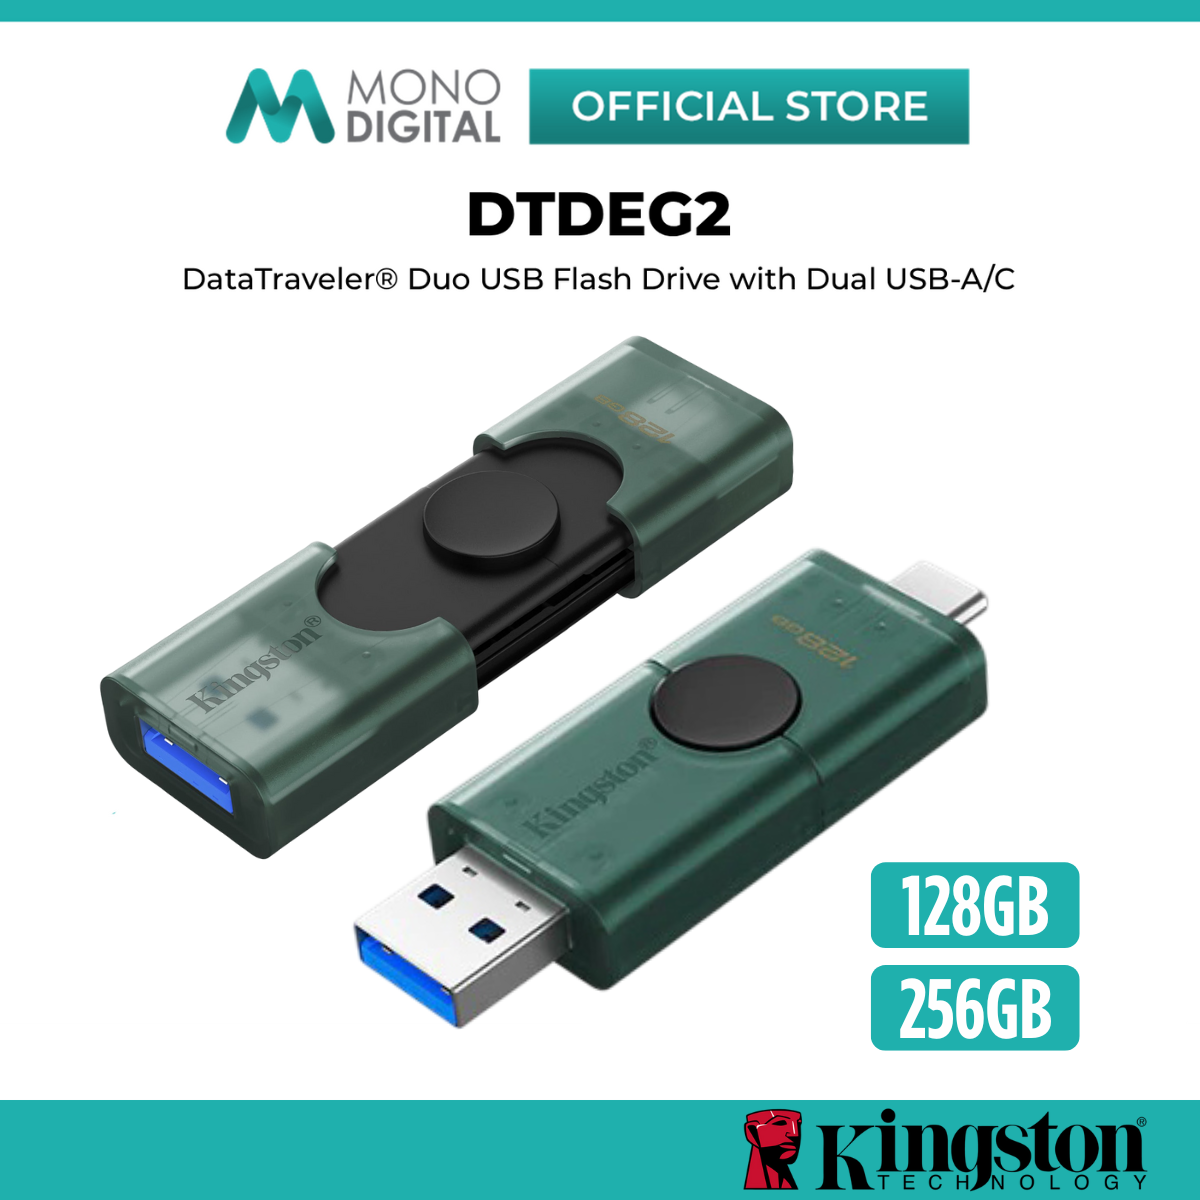 MONO
DIGITAL
OFFICIAL STORE
DTDEG2
DataTraveler® Duo USB Flash Drive with Dual USB-A/C
128GB
Kingston®
128GB
Kingston®
128GB
256GB
Kingston®
TECHNOLOGY